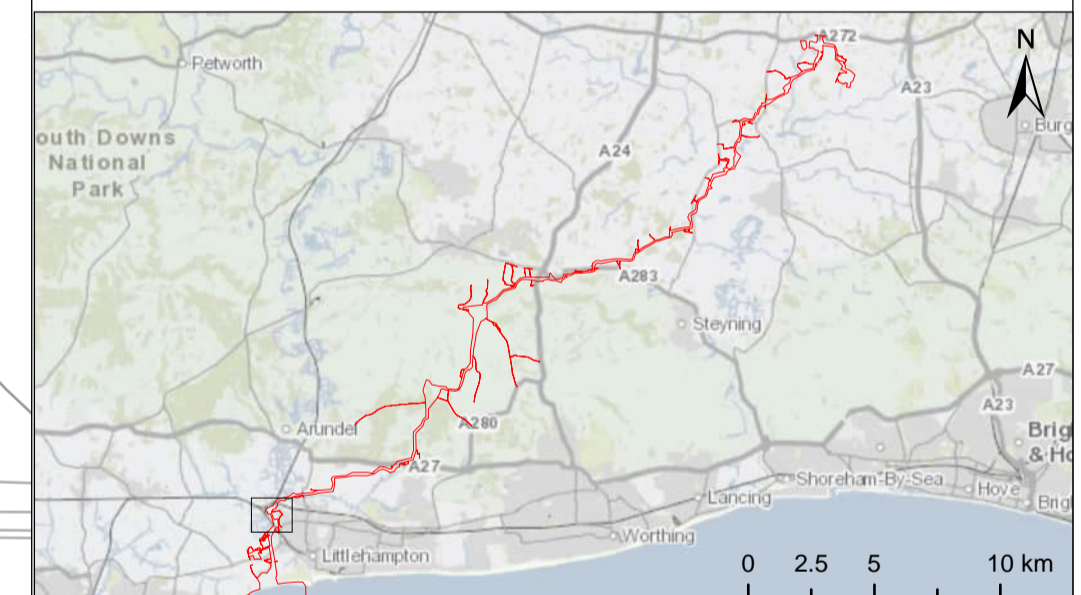 A272
N
Petworth
A23
Burg
outh Downs
National
Park
A24
A283
Steyning
A27
A23
Arundel
A280
Brig
& Ho
A27
Shoreham-By-Sea
Hove
Lancing
Brig
Worthing
Littlehampton
0 2.5 5 10 km